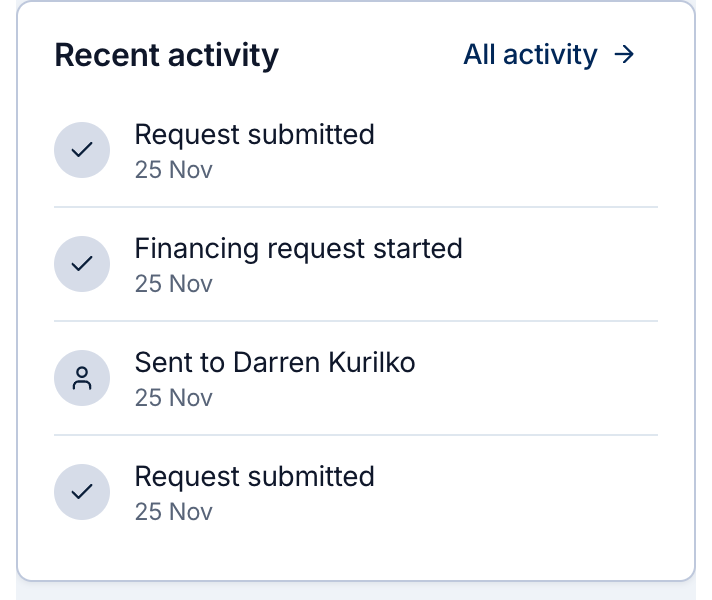 Recent activity
All activity
Request submitted
25 Nov
Financing request started
25 Nov
Sent to Darren Kurilko
25 Nov
Request submitted
25 Nov